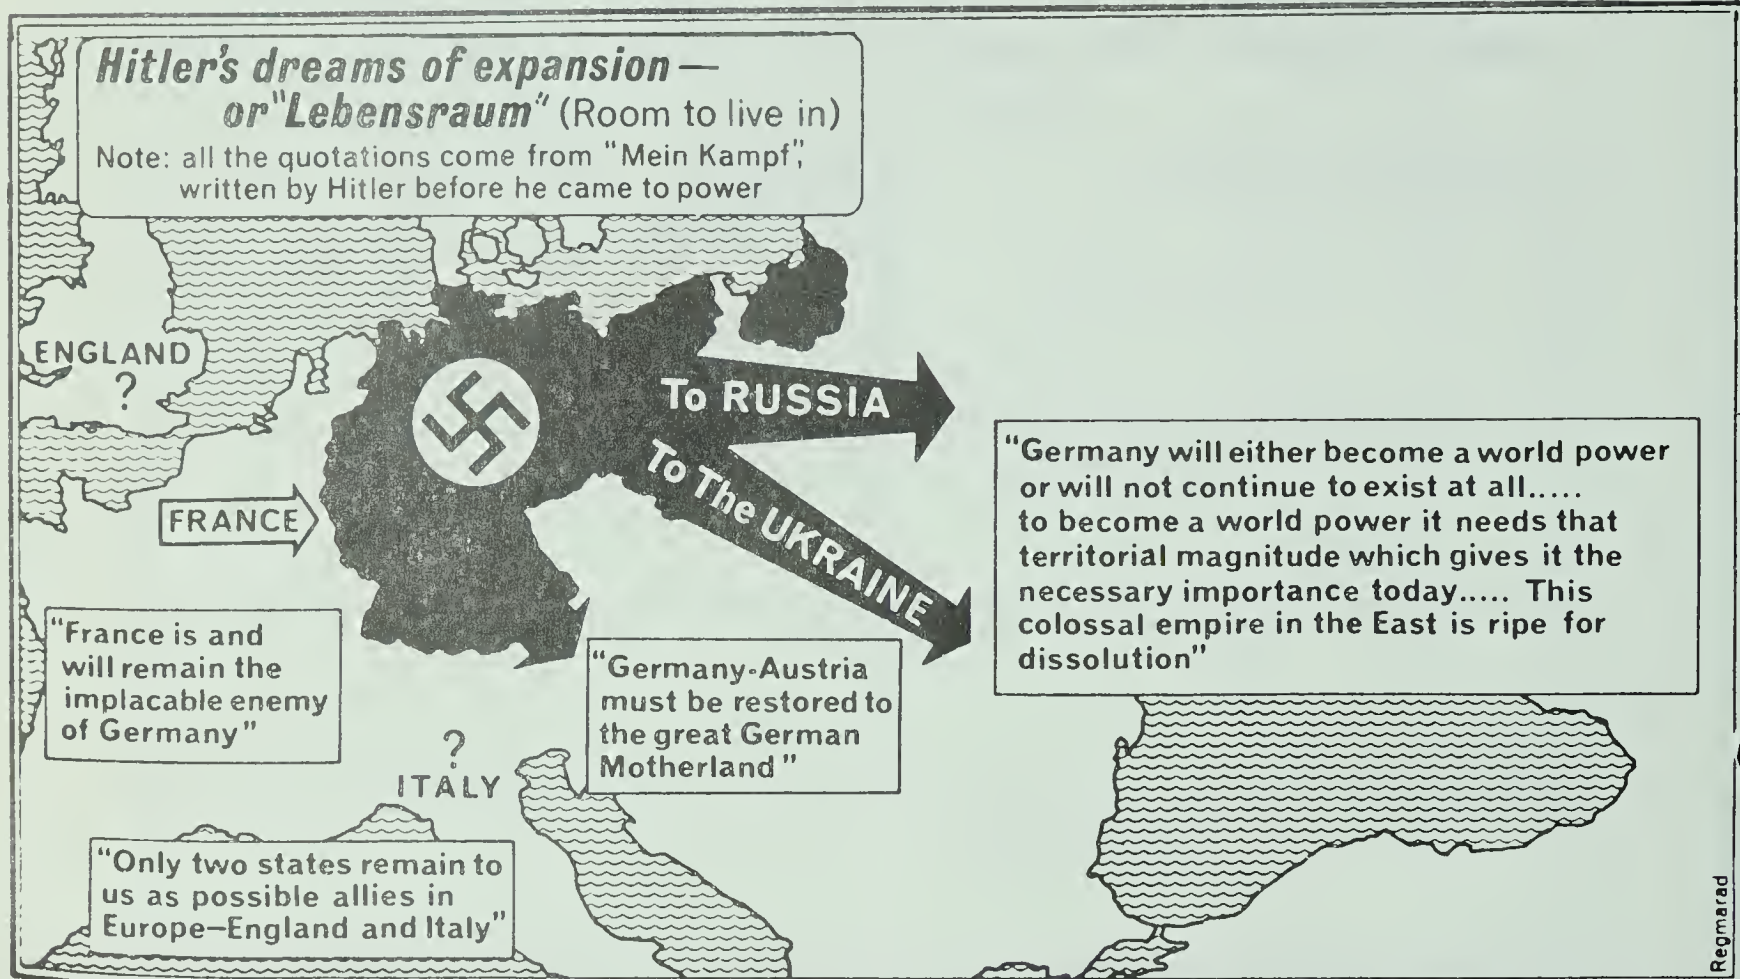 Hitler's dreams of expansion —
or "Lebensraum" (Room to live in)
Note: all the quotations come from "Mein Kampf",
written by Hitler before he came to power
ENGLAND
?
To RUSSIA
To The UKRAINE
FRANCE
"Germany will either become a world power
or will not continue to exist at all.....
to become a world power it needs that
territorial magnitude which gives it the
necessary importance today..... This
colossal empire in the East is ripe for
dissolution"
"France is and
will remain the
implacable enemy
of Germany"
"Germany-Austria
must be restored to
the great German
Motherland"
?
ITALY
"Only two states remain to
us as possible allies in
Europe—England and Italy"
Regmarad